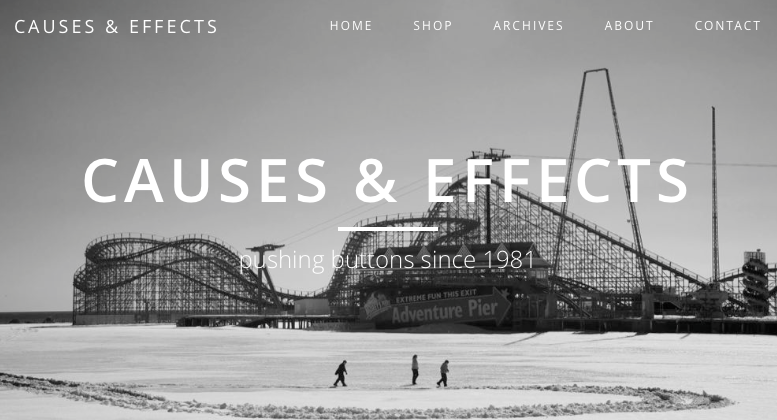 CAUSES & EFFECTS
HOME SHOP ARCHIVES ABOUT CONTACT
CAUSES & EFFECTS
pushing buttons since 1981
EXTREME FUN THIS EXIT
Adventure Pier